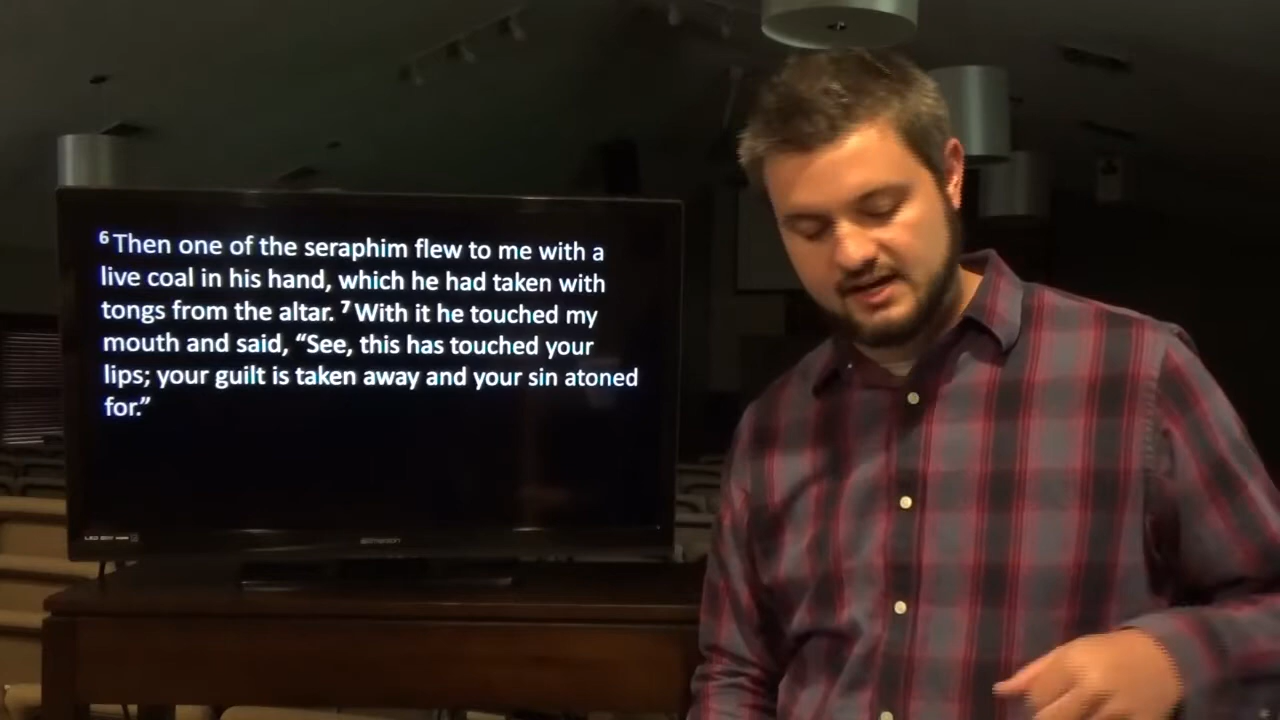 ⁶ Then one of the seraphim flew to me with a
live coal in his hand, which he had taken with
tongs from the altar. ⁷ With it he touched my
mouth and said, “See, this has touched your
lips; your guilt is taken away and your sin atoned
for.”